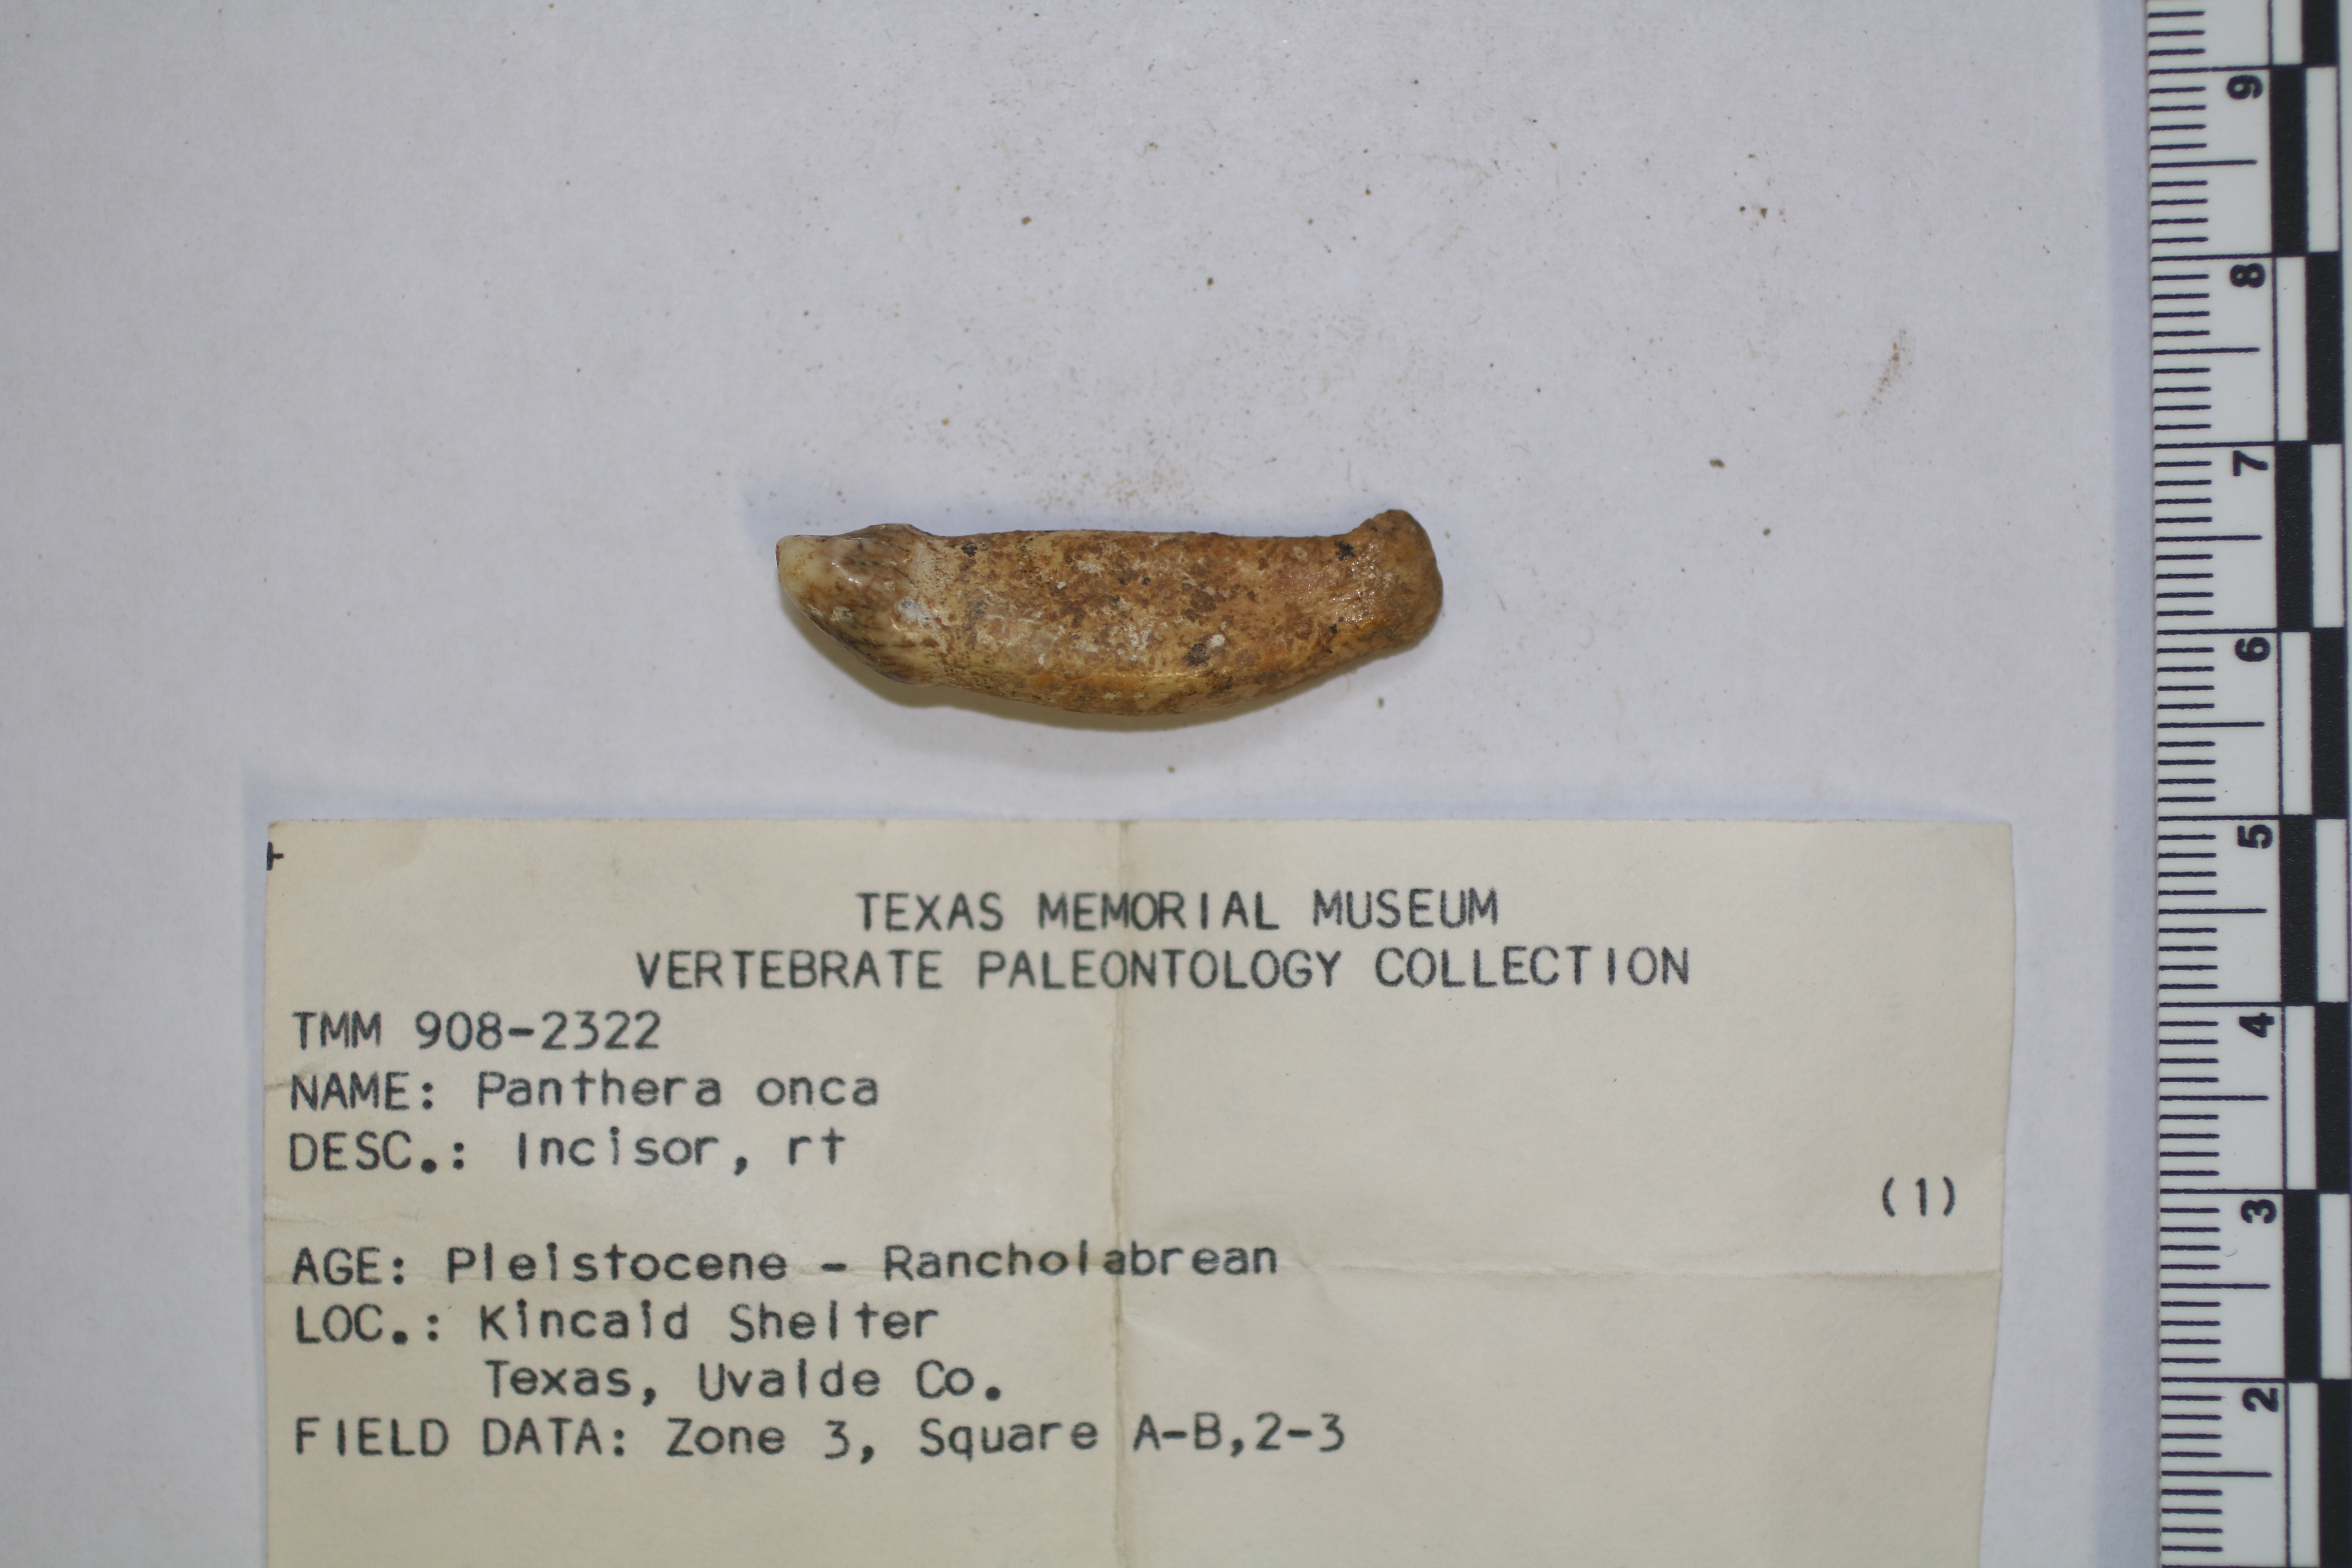 TEXAS MEMORIAL MUSEUM
VERTEBRATE PALEONTOLOGY COLLECTION
TMM 908-2322
NAME: Panthera onca
DESC.: Incisor, rt
(1)
AGE: Pleistocene - Rancholabrean
LOC.: Kincaid Shelter
Texas, Uvalde Co.
FIELD DATA: Zone 3, Square A-B,2-3
9
8
7
6
5
4
3
2